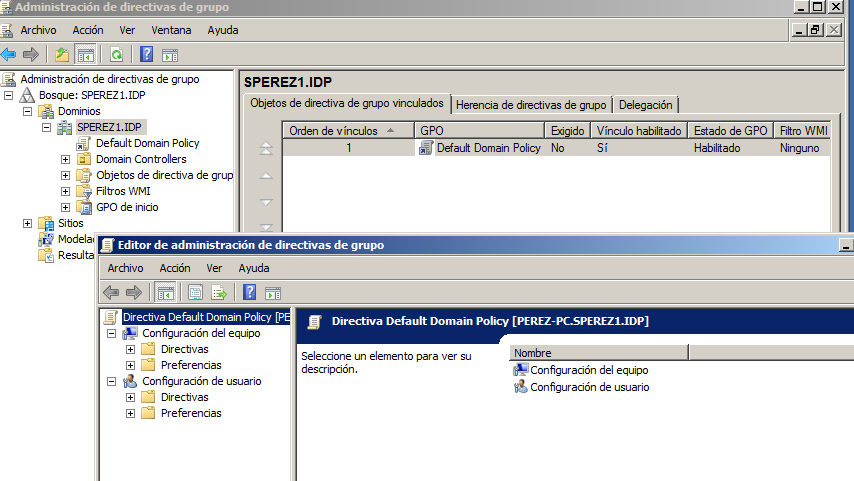 Administración de directivas de grupo
Archivo Acción Ver Ventana Ayuda
Administración de directivas de grupo
Bosque: SPEREZ1.IDP
Dominios
SPEREZ1.IDP
Default Domain Policy
Domain Controllers
Objetos de directiva de grup
Filtros WMI
GPO de inicio
Sitios
Modela
Resulta
SPEREZ1.IDP
Objetos de directiva de grupo vinculados Herencia de directivas de grupo Delegación
Orden de vínculos GPO Exigido Vínculo habilitado Estado de GPO Filtro WMI
1 Default Domain Policy No Sí Habilitado Ninguno
Editor de administración de directivas de grupo
Archivo Acción Ver Ayuda
Directiva Default Domain Policy [PE
Configuración del equipo
Directivas
Preferencias
Configuración de usuario
Directivas
Preferencias
Directiva Default Domain Policy [PEREZ-PC.SPEREZ1.IDP]
Seleccione un elemento para ver su
descripción.
Nombre
Configuración del equipo
Configuración de usuario